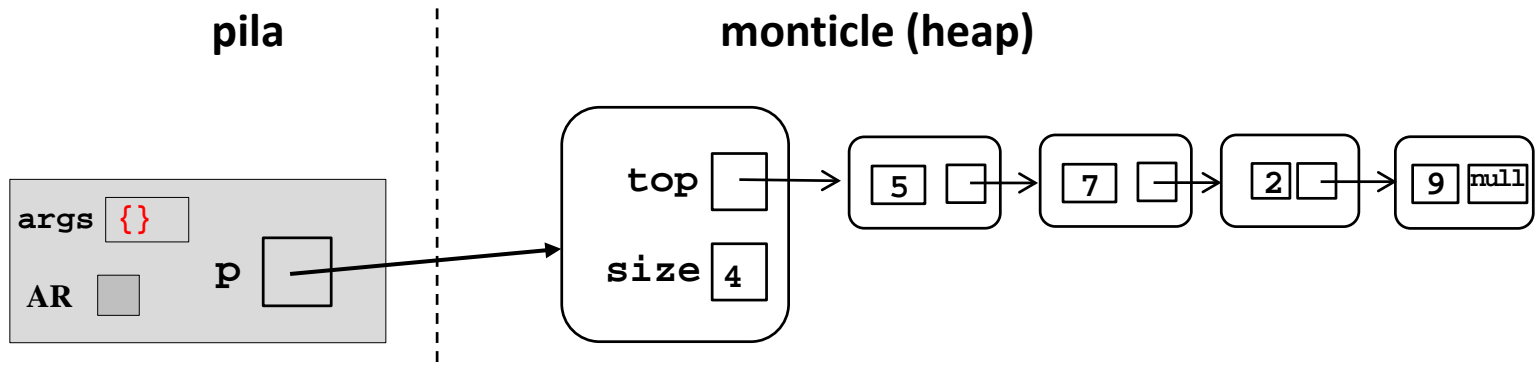 pila
monticle (heap)
top
5
7
2
9
null
args {}
p
size 4
AR